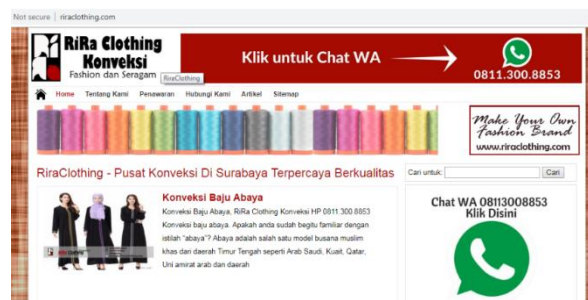 Not secure | riraclothing.com
RiRa Clothing
Konveksi
Fashion dan Seragam
RiraClothing
Klik untuk Chat WA
0811.300.8853
Home Tentang Kami Penawaran Hubungi Kami Artikel Sitemap
Make Your Own
Fashion Brand
www.riraclothing.com
RiraClothing - Pusat Konveksi Di Surabaya Terpercaya Berkualitas
Cari untuk: Cari
Konveksi Baju Abaya
Konveksi Baju Abaya, RiRa Clothing Konveksi HP 0811 300 8853
Konveksi baju abaya. Apakah anda sudah begitu familiar dengan
istilah "abaya"? Abaya adalah salah satu model busana muslim
khas dari daerah Timur Tengah seperti Arab Saudi, Kuait, Qatar,
Uni amirat arab dan daerah
Chat WA 08113008853
Klik Disini